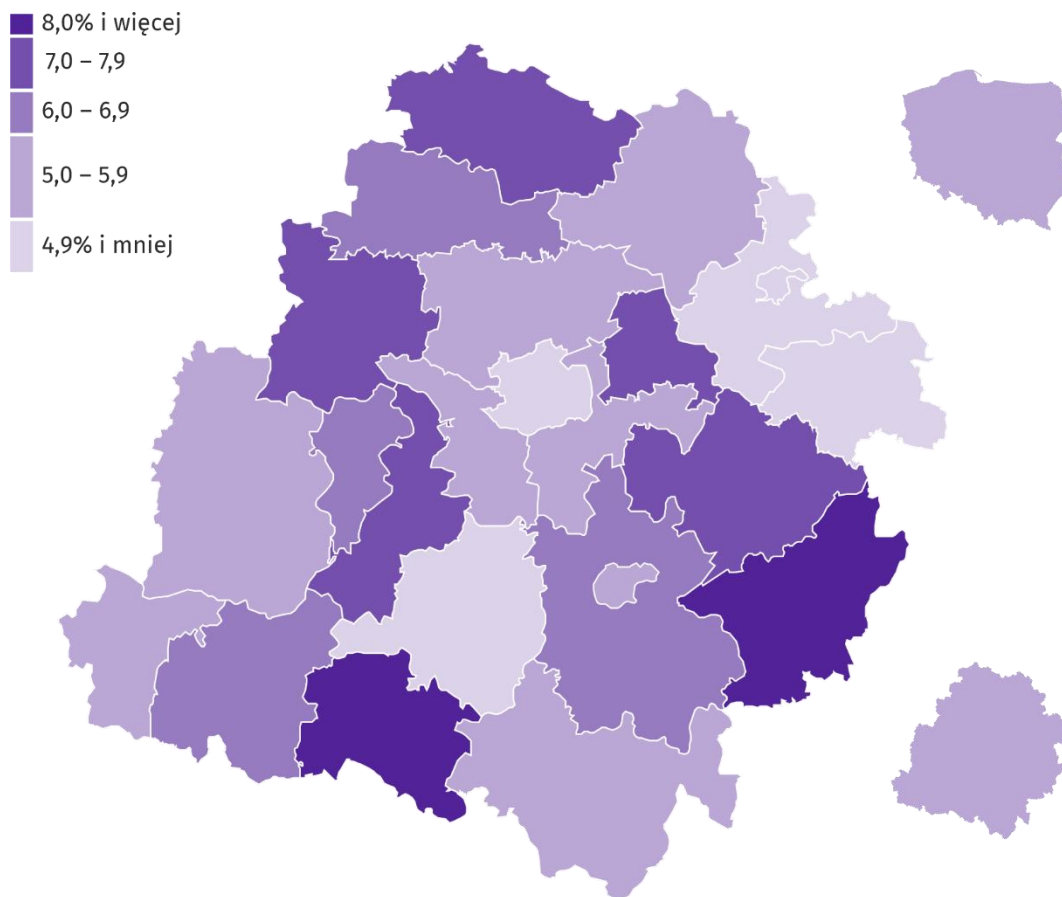 8,0% i więcej
7,0 – 7,9
6,0 – 6,9
5,0 – 5,9
4,9% i mniej